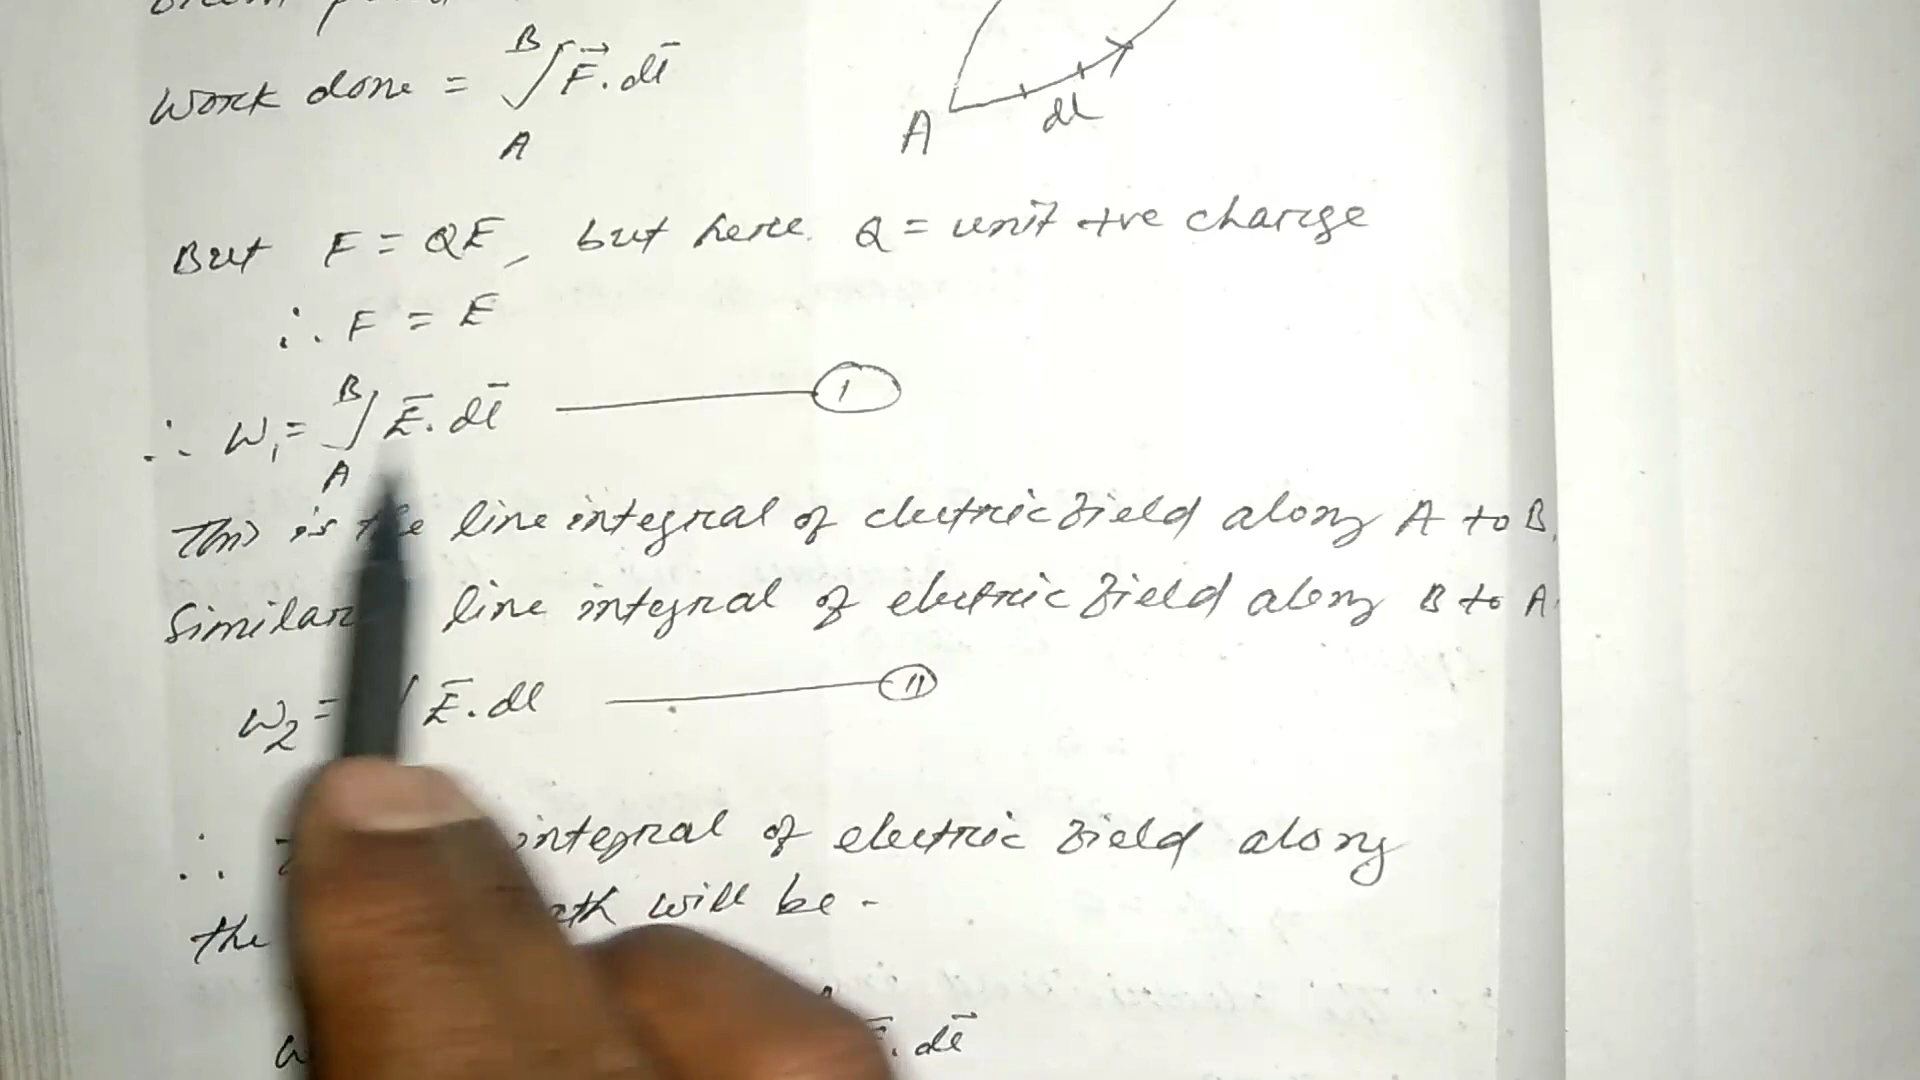 Work done = B∫A F⃗. dl̄
A
dl
But F = QE, but here. Q = unit +ve charge
∴ F = E
∴ W₁ = B∫A Ē. dl̄ ——— I
This is the line integral of electric field along A to B.
Similar line integral of electric field along B to A.
W₂ = ∫ Ē. dl ——— II
∴ integral of electric field along
the will be -
. dl⃗